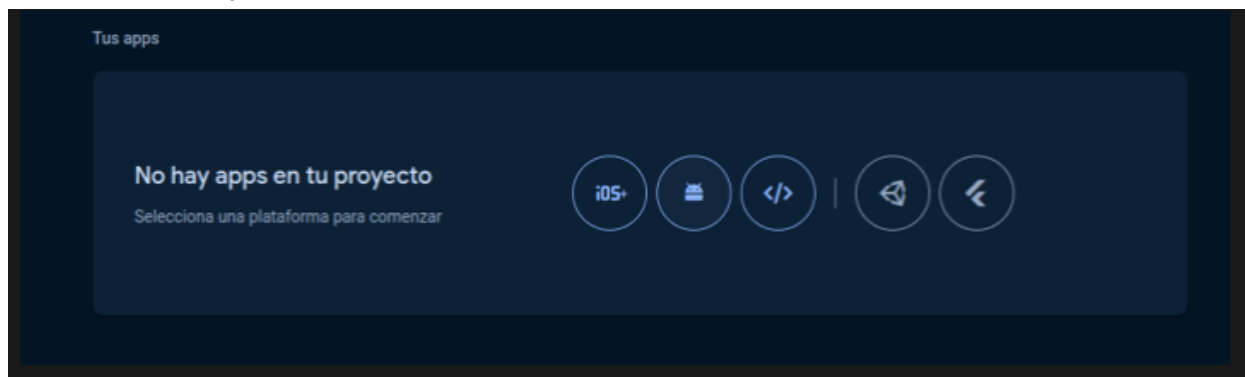 Tus apps
No hay apps en tu proyecto
Selecciona una plataforma para comenzar
iOS+
</>